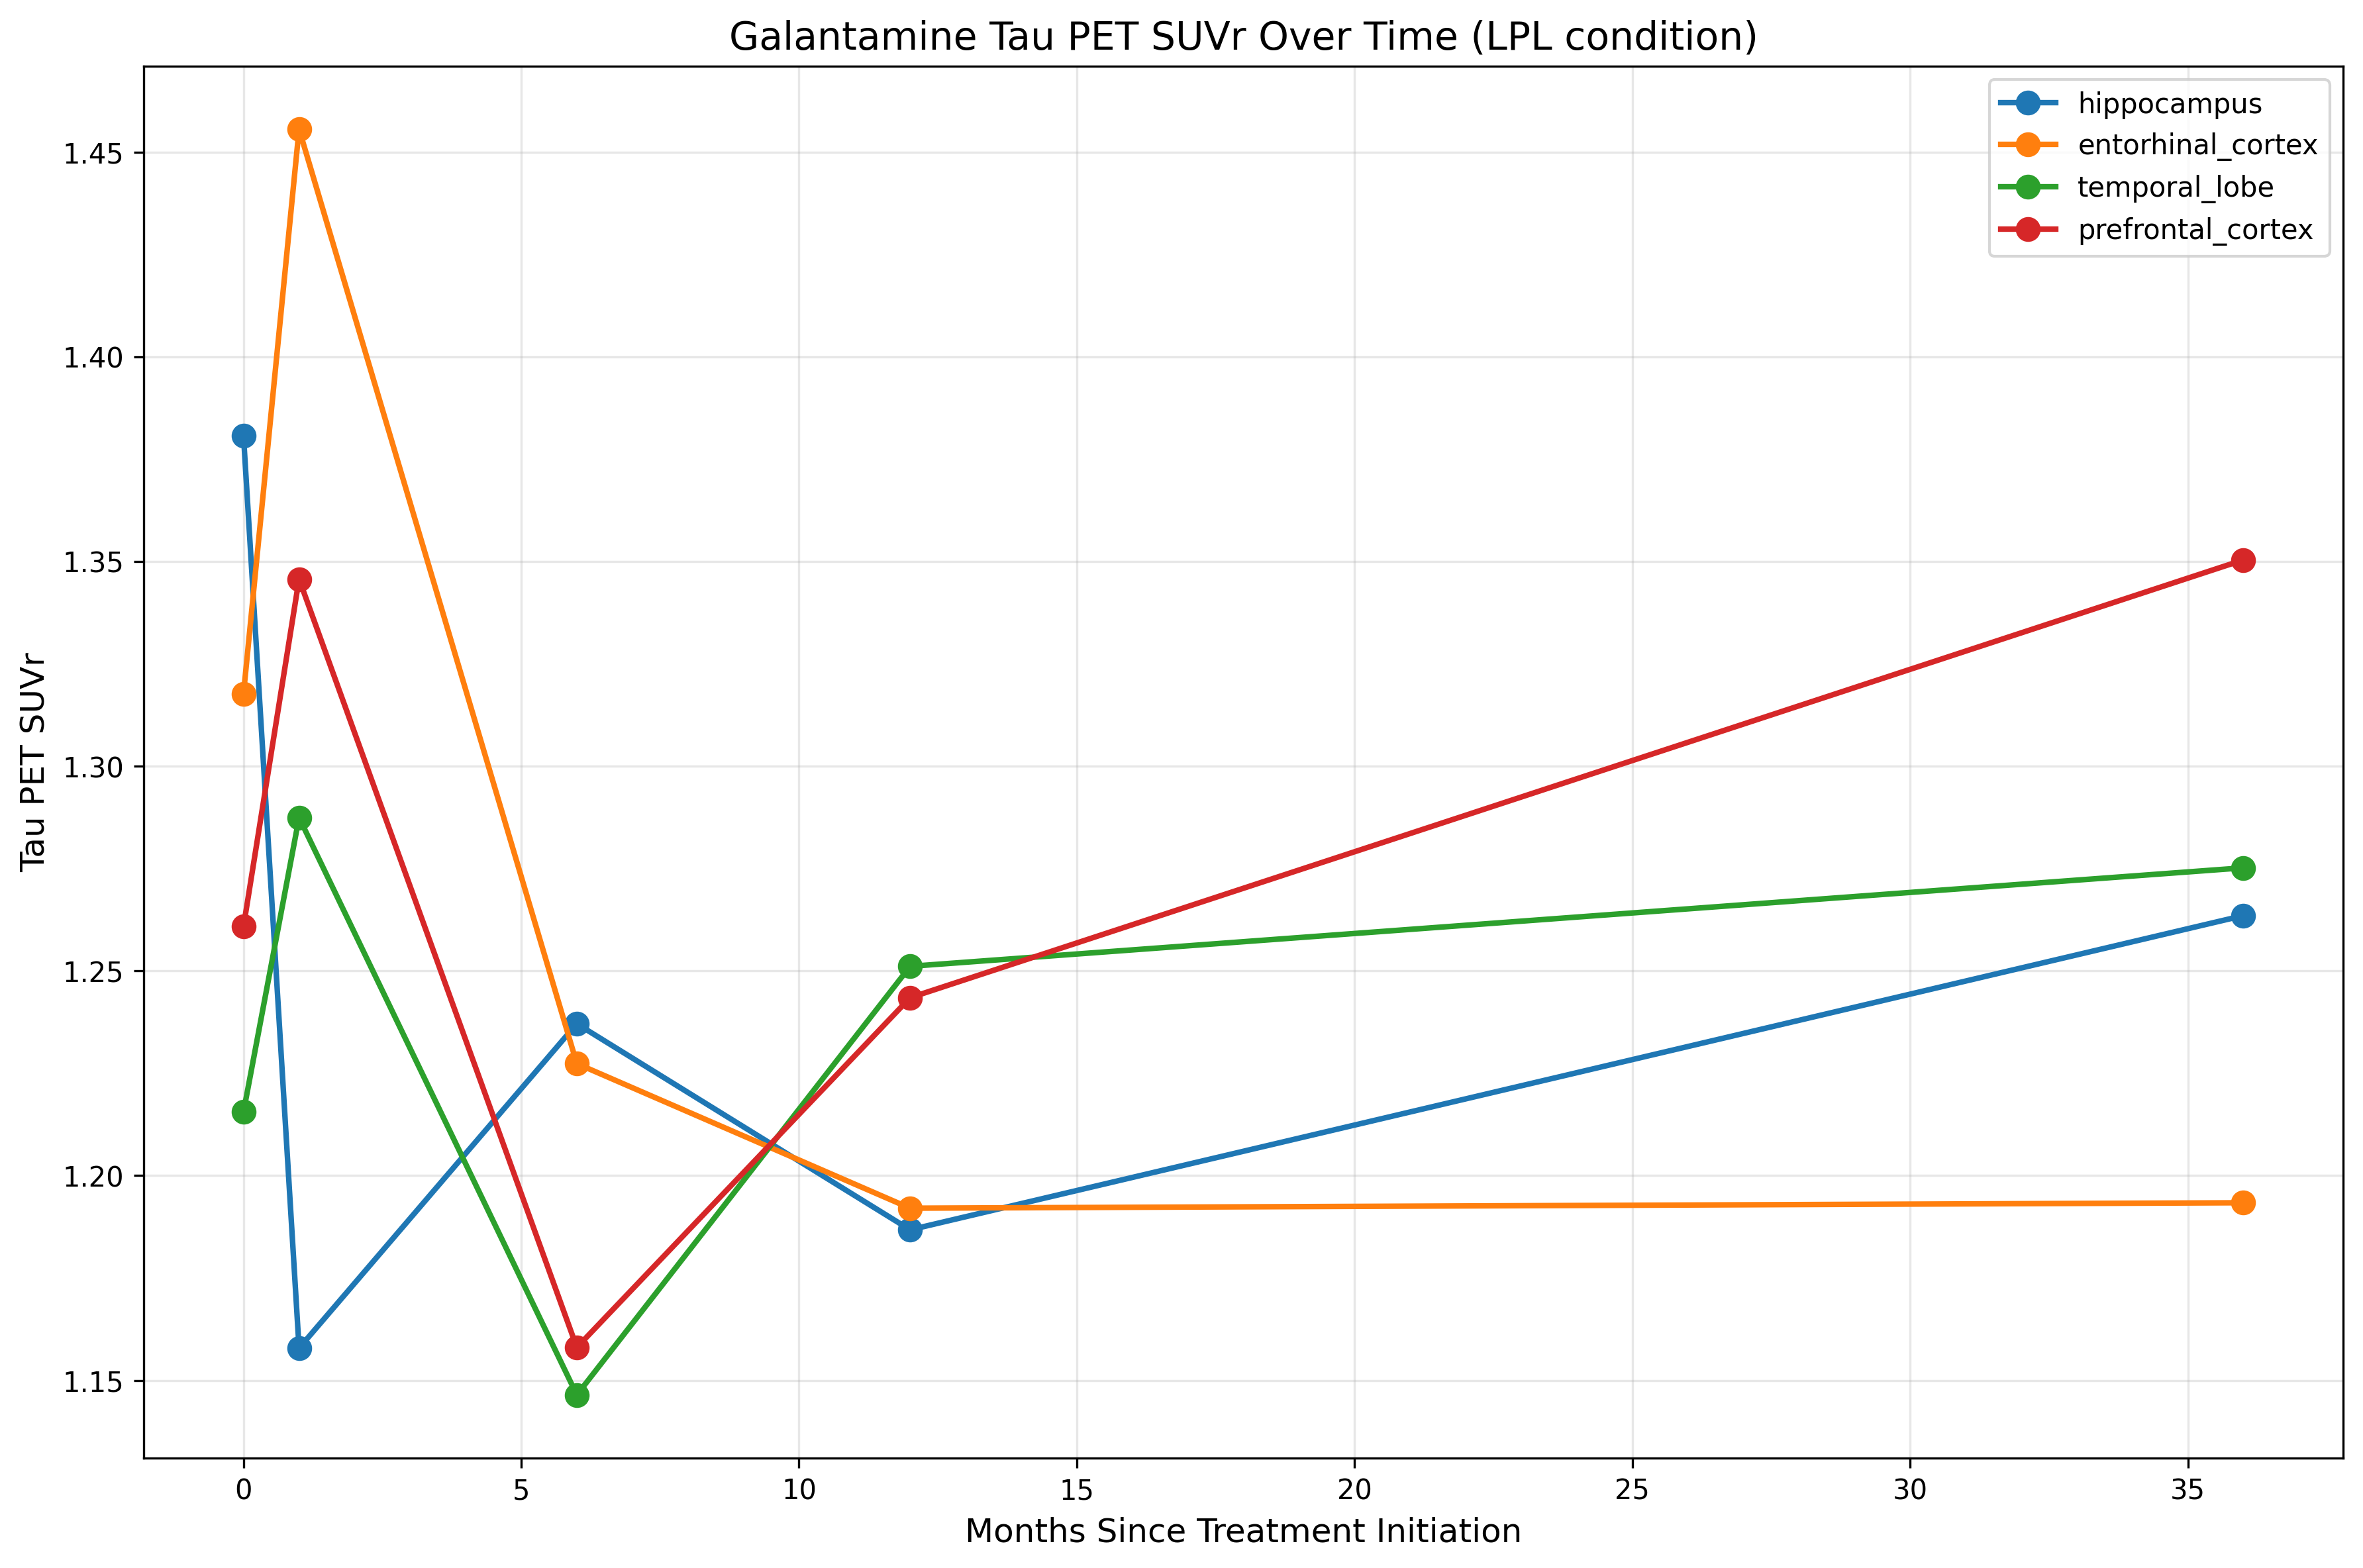 Galantamine Tau PET SUVr Over Time (LPL condition)
hippocampus
entorhinal_cortex
temporal_lobe
prefrontal_cortex
Tau PET SUVr
1.45
1.40
1.35
1.30
1.25
1.20
1.15
0 5 10 15 20 25 30 35
Months Since Treatment Initiation